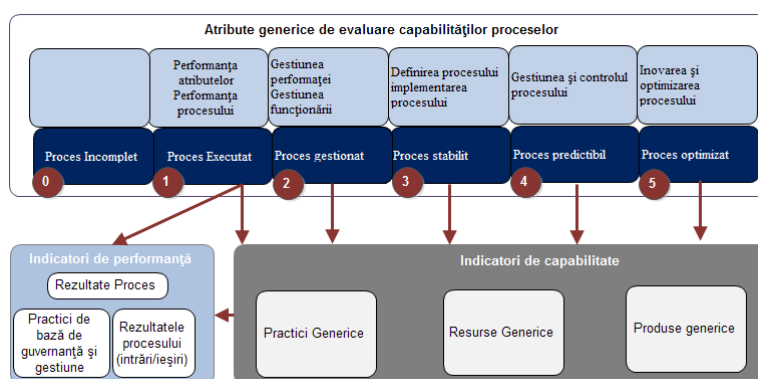 Atribute generice de evaluare capabilităţilor proceselor
Performanţa
atributelor
Performanţa
procesului
Gestiunea
performaţei
Gestiunea
funcţionării
Definirea procesului
implementarea
procesului
Gestiunea şi controlul
procesului
Inovarea şi
optimizarea
procesului
Proces Incomplet
Proces Executat
Proces gestionat
Proces stabilit
Proces predictibil
Proces optimizat
0
1
2
3
4
5
Indicatori de performanţă
Rezultate Proces
Practici de
bază de
guvernanţă şi
gestiune
Rezultatele
procesului
(intrări/ieşiri)
Indicatori de capabilitate
Practici Generice
Resurse Generice
Produse generice